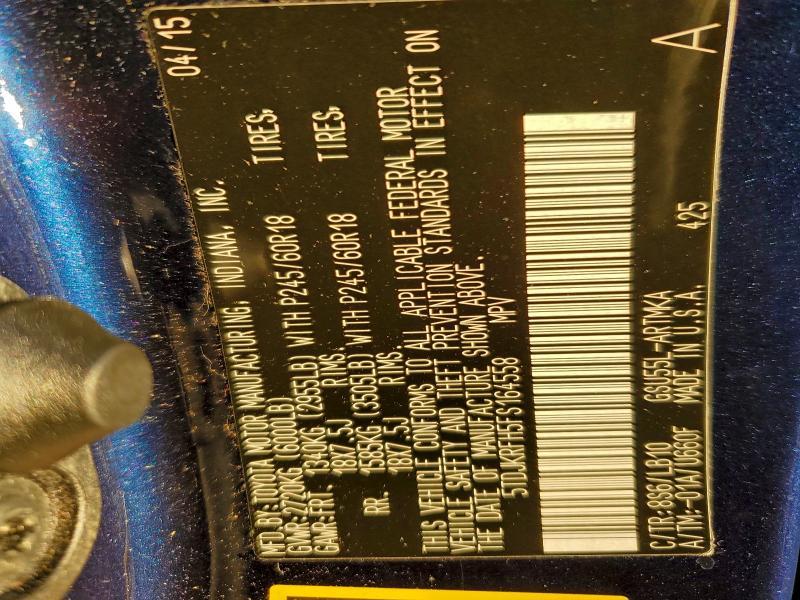 MFD.BY:TOYOTA MOTOR MANUFACTURING, INDIANA, INC. 04/15
GVWR:2720KG (6000LB)
GAWR:FRT. 1340KG (2955LB) WITH P245/60R18 TIRES,
18X7.5J RIMS,
RR. 1585KG (3505LB) WITH P245/60R18 TIRES,
18X7.5J RIMS.
THIS VEHICLE CONFORMS TO ALL APPLICABLE FEDERAL MOTOR
VEHICLE SAFETY AND THEFT PREVENTION STANDARDS IN EFFECT ON
THE DATE OF MANUFACTURE SHOWN ABOVE.
5TDJKRFH5FS164558 MPV
C/TR:8S6/LB10 GSU55L-ARTMKA A
A/TM:-01A/U660F MADE IN U.S.A. 425